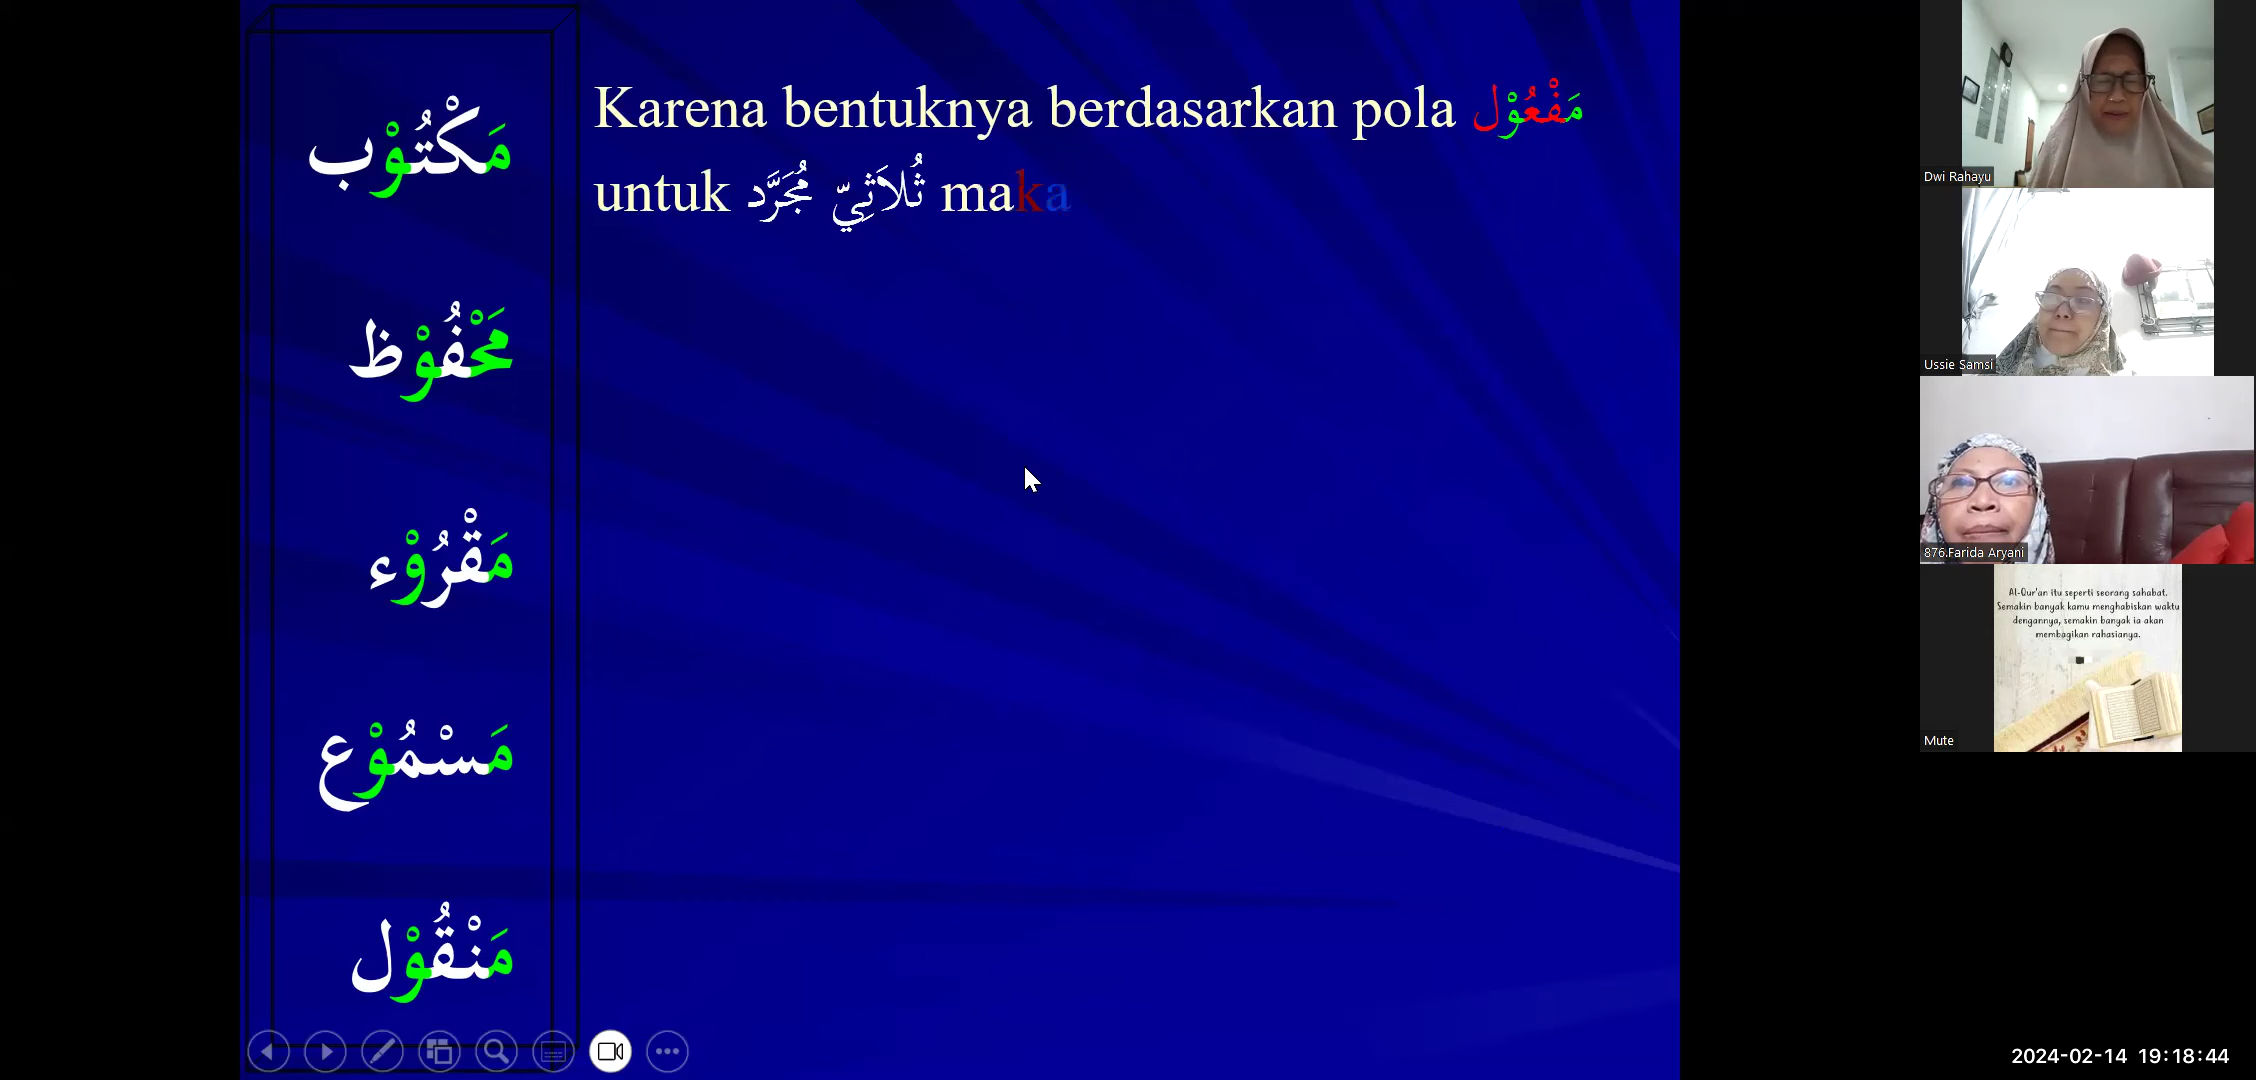 Karena bentuknya berdasarkan pola مَفْعُوْل
untuk ثُلاَثِيّ مُجَرَّد maka
مَكْتُوْب
مَحْفُوْظ
مَقْرُوْء
مَسْمُوْع
مَنْقُوْل
Dwi Rahayu
Ussie Samsi
876.Farida Aryani
Al-Qur'an itu seperti seorang sahabat.
Semakin banyak kamu menghabiskan waktu
dengannya, semakin banyak ia akan
membagikan rahasianya.
Mute
2024-02-14 19:18:44